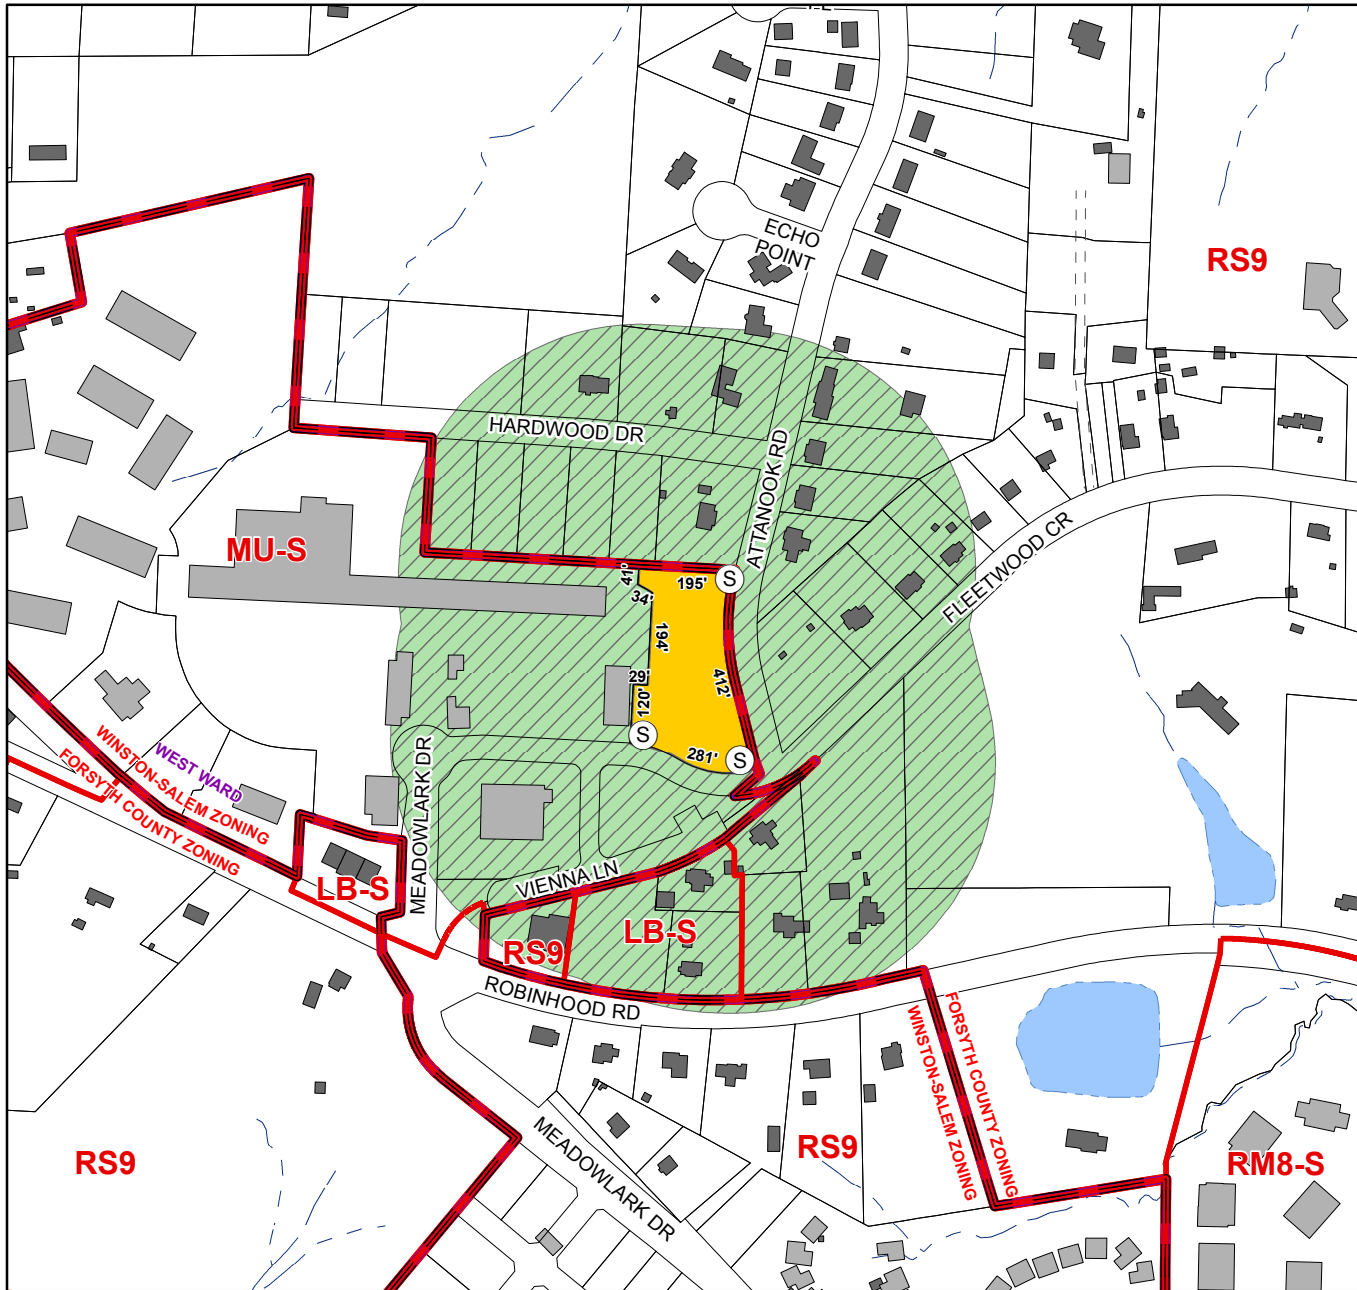 ECHO
POINT
RS9
HARDWOOD DR
ATTANOOK RD
FLEETWOOD CR
MU-S
41'
195'
S
34'
194'
29'
120'
412'
S
281'
S
WEST WARD
WINSTON-SALEM ZONING
FORSYTH COUNTY ZONING
MEADOWLARK DR
LB-S
VIENNA LN
LB-S
RS9
ROBINHOOD RD
FORSYTH COUNTY ZONING
WINSTON-SALEM ZONING
MEADOWLARK DR
RS9
RS9
RM8-S